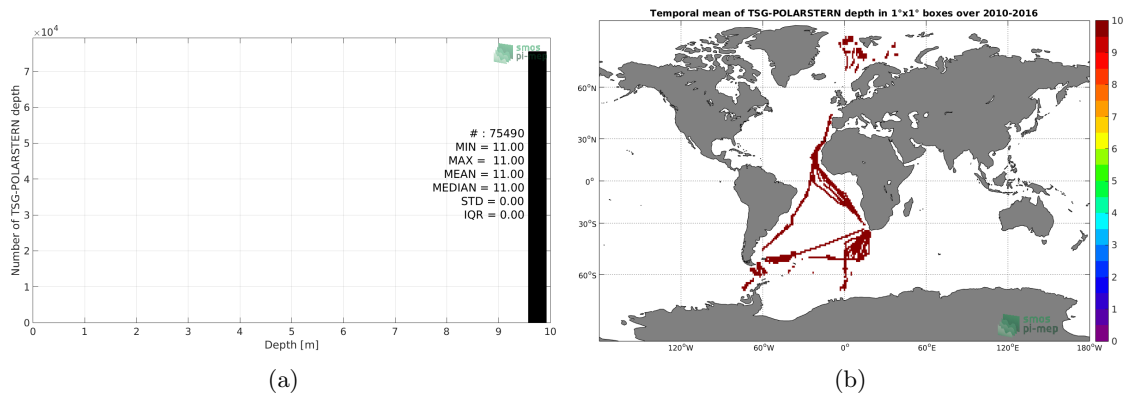 ×10⁴
smos
pi-mep
Number of TSG-POLARSTERN depth
7
6
5
4
3
2
1
0
# : 75490
MIN = 11.00
MAX = 11.00
MEAN = 11.00
MEDIAN = 11.00
STD = 0.00
IQR = 0.00
0 1 2 3 4 5 6 7 8 9 10
Depth [m]
(a)
Temporal mean of TSG-POLARSTERN depth in 1°x1° boxes over 2010-2016
60°N
30°N
0°
30°S
60°S
120°W 60°W 0° 60°E 120°E 180°W
10
9
8
7
6
5
4
3
2
1
0
smos
pi-mep
(b)